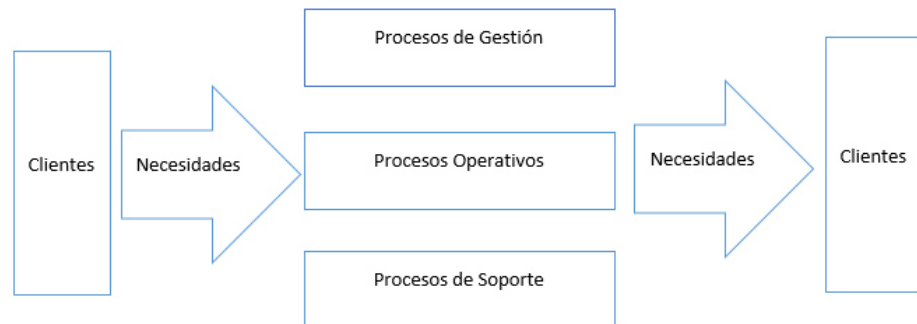 Procesos de Gestión
Clientes
Necesidades
Procesos Operativos
Necesidades
Clientes
Procesos de Soporte